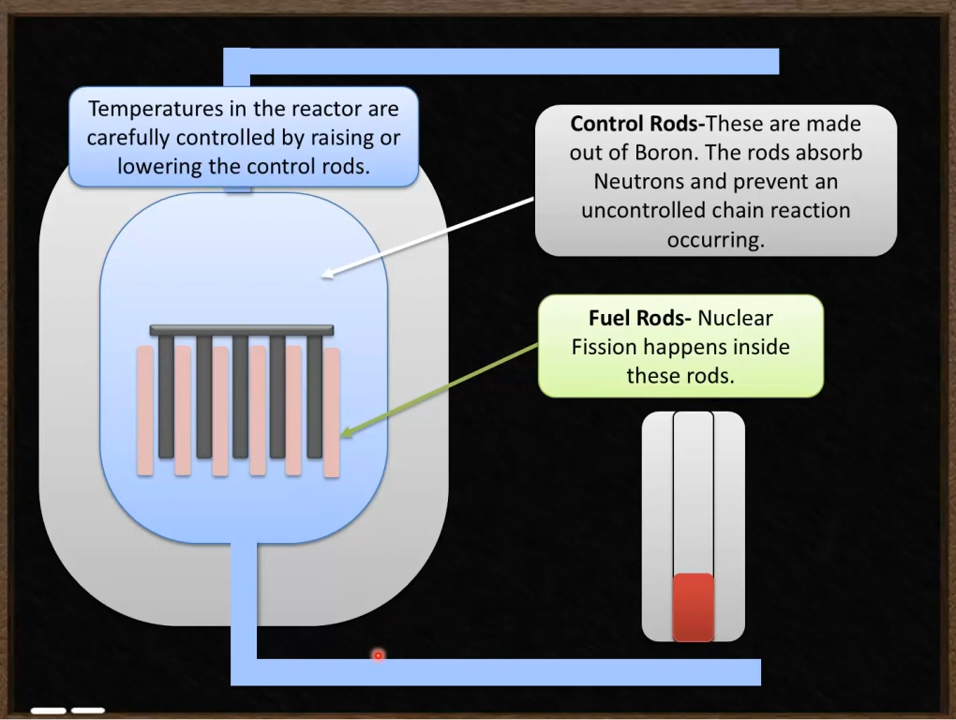 Temperatures in the reactor are
carefully controlled by raising or
lowering the control rods.
Control Rods-These are made
out of Boron. The rods absorb
Neutrons and prevent an
uncontrolled chain reaction
occurring.
Fuel Rods- Nuclear
Fission happens inside
these rods.